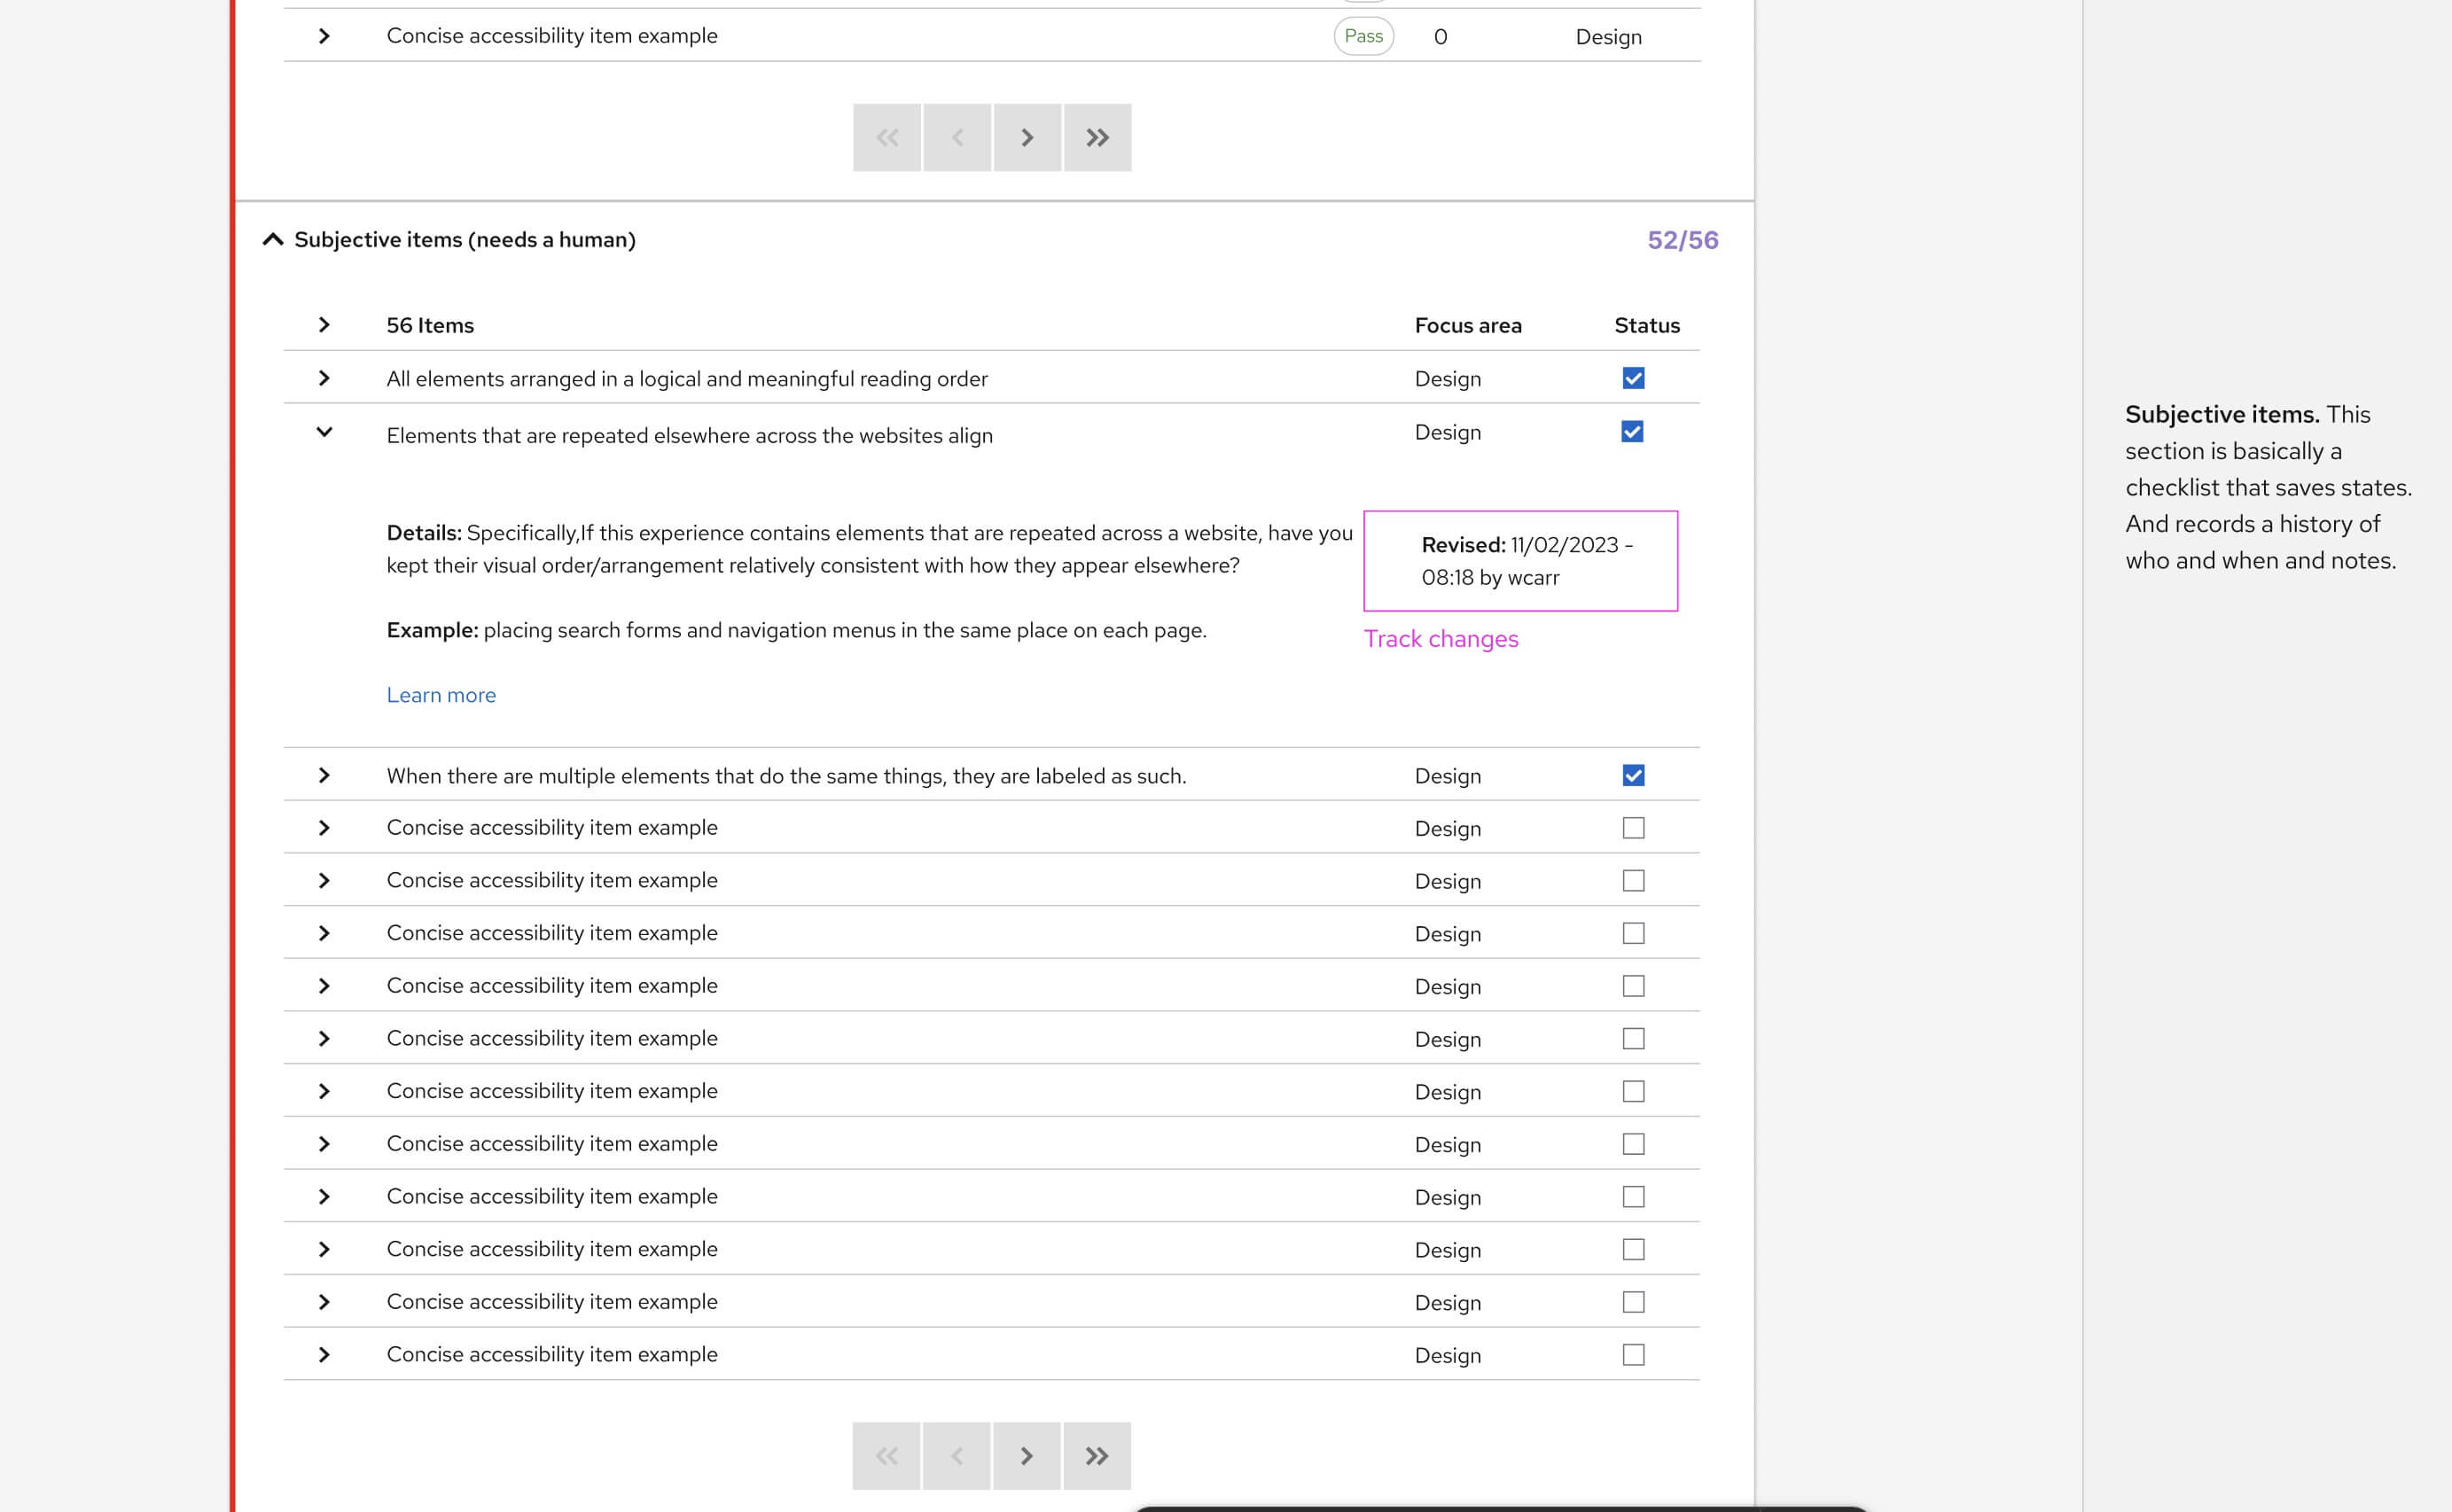 Concise accessibility item example Pass 0 Design
Subjective items (needs a human) 52/56
56 Items Focus area Status
All elements arranged in a logical and meaningful reading order Design
Elements that are repeated elsewhere across the websites align Design
Details: Specifically,If this experience contains elements that are repeated across a website, have you
kept their visual order/arrangement relatively consistent with how they appear elsewhere?
Example: placing search forms and navigation menus in the same place on each page.
Learn more
Revised: 11/02/2023 -
08:18 by wcarr
Track changes
When there are multiple elements that do the same things, they are labeled as such. Design
Concise accessibility item example Design
Concise accessibility item example Design
Concise accessibility item example Design
Concise accessibility item example Design
Concise accessibility item example Design
Concise accessibility item example Design
Concise accessibility item example Design
Concise accessibility item example Design
Concise accessibility item example Design
Concise accessibility item example Design
Concise accessibility item example Design
Subjective items. This
section is basically a
checklist that saves states.
And records a history of
who and when and notes.